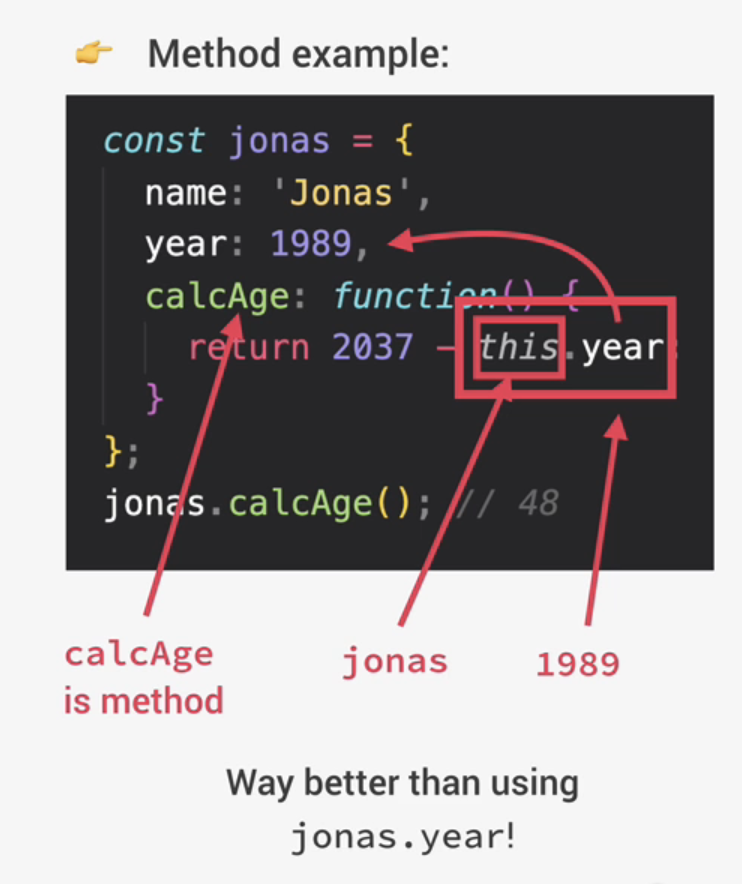 👉 Method example:
const jonas = {
name: 'Jonas',
year: 1989,
calcAge: function() {
return 2037 - this.year;
}
};
jonas.calcAge(); // 48
calcAge
is method
jonas
1989
Way better than using
jonas.year!